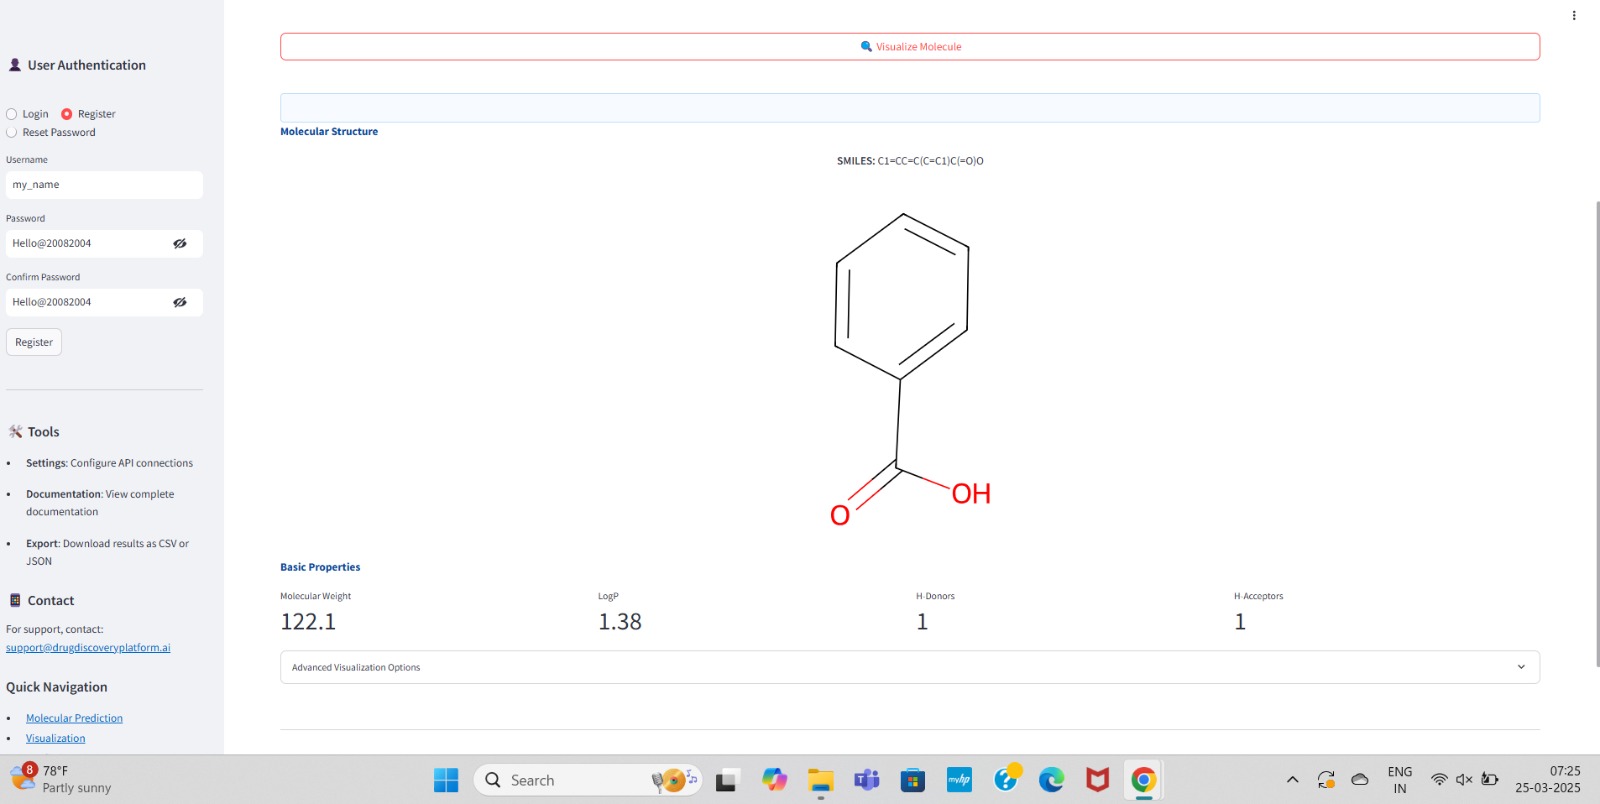 User Authentication
Login
Register
Reset Password
Username
my_name
Password
Hello@20082004
Confirm Password
Hello@20082004
Register
Tools
• Settings: Configure API connections
• Documentation: View complete
documentation
• Export: Download results as CSV or
JSON
Contact
For support, contact:
support@drugdiscoveryplatform.ai
Quick Navigation
• Molecular Prediction
• Visualization
Visualize Molecule
Molecular Structure
SMILES: C1=CC=C(C=C1)C(=O)O
OH
O
Basic Properties
Molecular Weight
122.1
LogP
1.38
H-Donors
1
H-Acceptors
1
Advanced Visualization Options
8
78°F
Partly sunny
Search
myhp
ENG
IN
07:25
25-03-2025